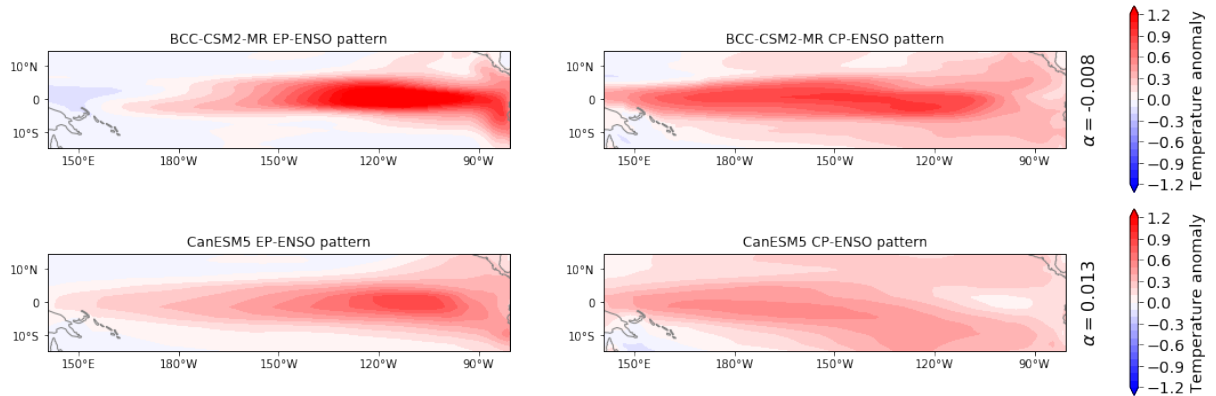 BCC-CSM2-MR EP-ENSO pattern
10°N
0
10°S
150°E 180°W 150°W 120°W 90°W
BCC-CSM2-MR CP-ENSO pattern
10°N
0
10°S
150°E 180°W 150°W 120°W 90°W
α = -0.008
1.2
0.9
0.6
0.3
0.0
−0.3
−0.6
−0.9
−1.2
Temperature anomaly
CanESM5 EP-ENSO pattern
10°N
0
10°S
150°E 180°W 150°W 120°W 90°W
CanESM5 CP-ENSO pattern
10°N
0
10°S
150°E 180°W 150°W 120°W 90°W
α = 0.013
1.2
0.9
0.6
0.3
0.0
−0.3
−0.6
−0.9
−1.2
Temperature anomaly